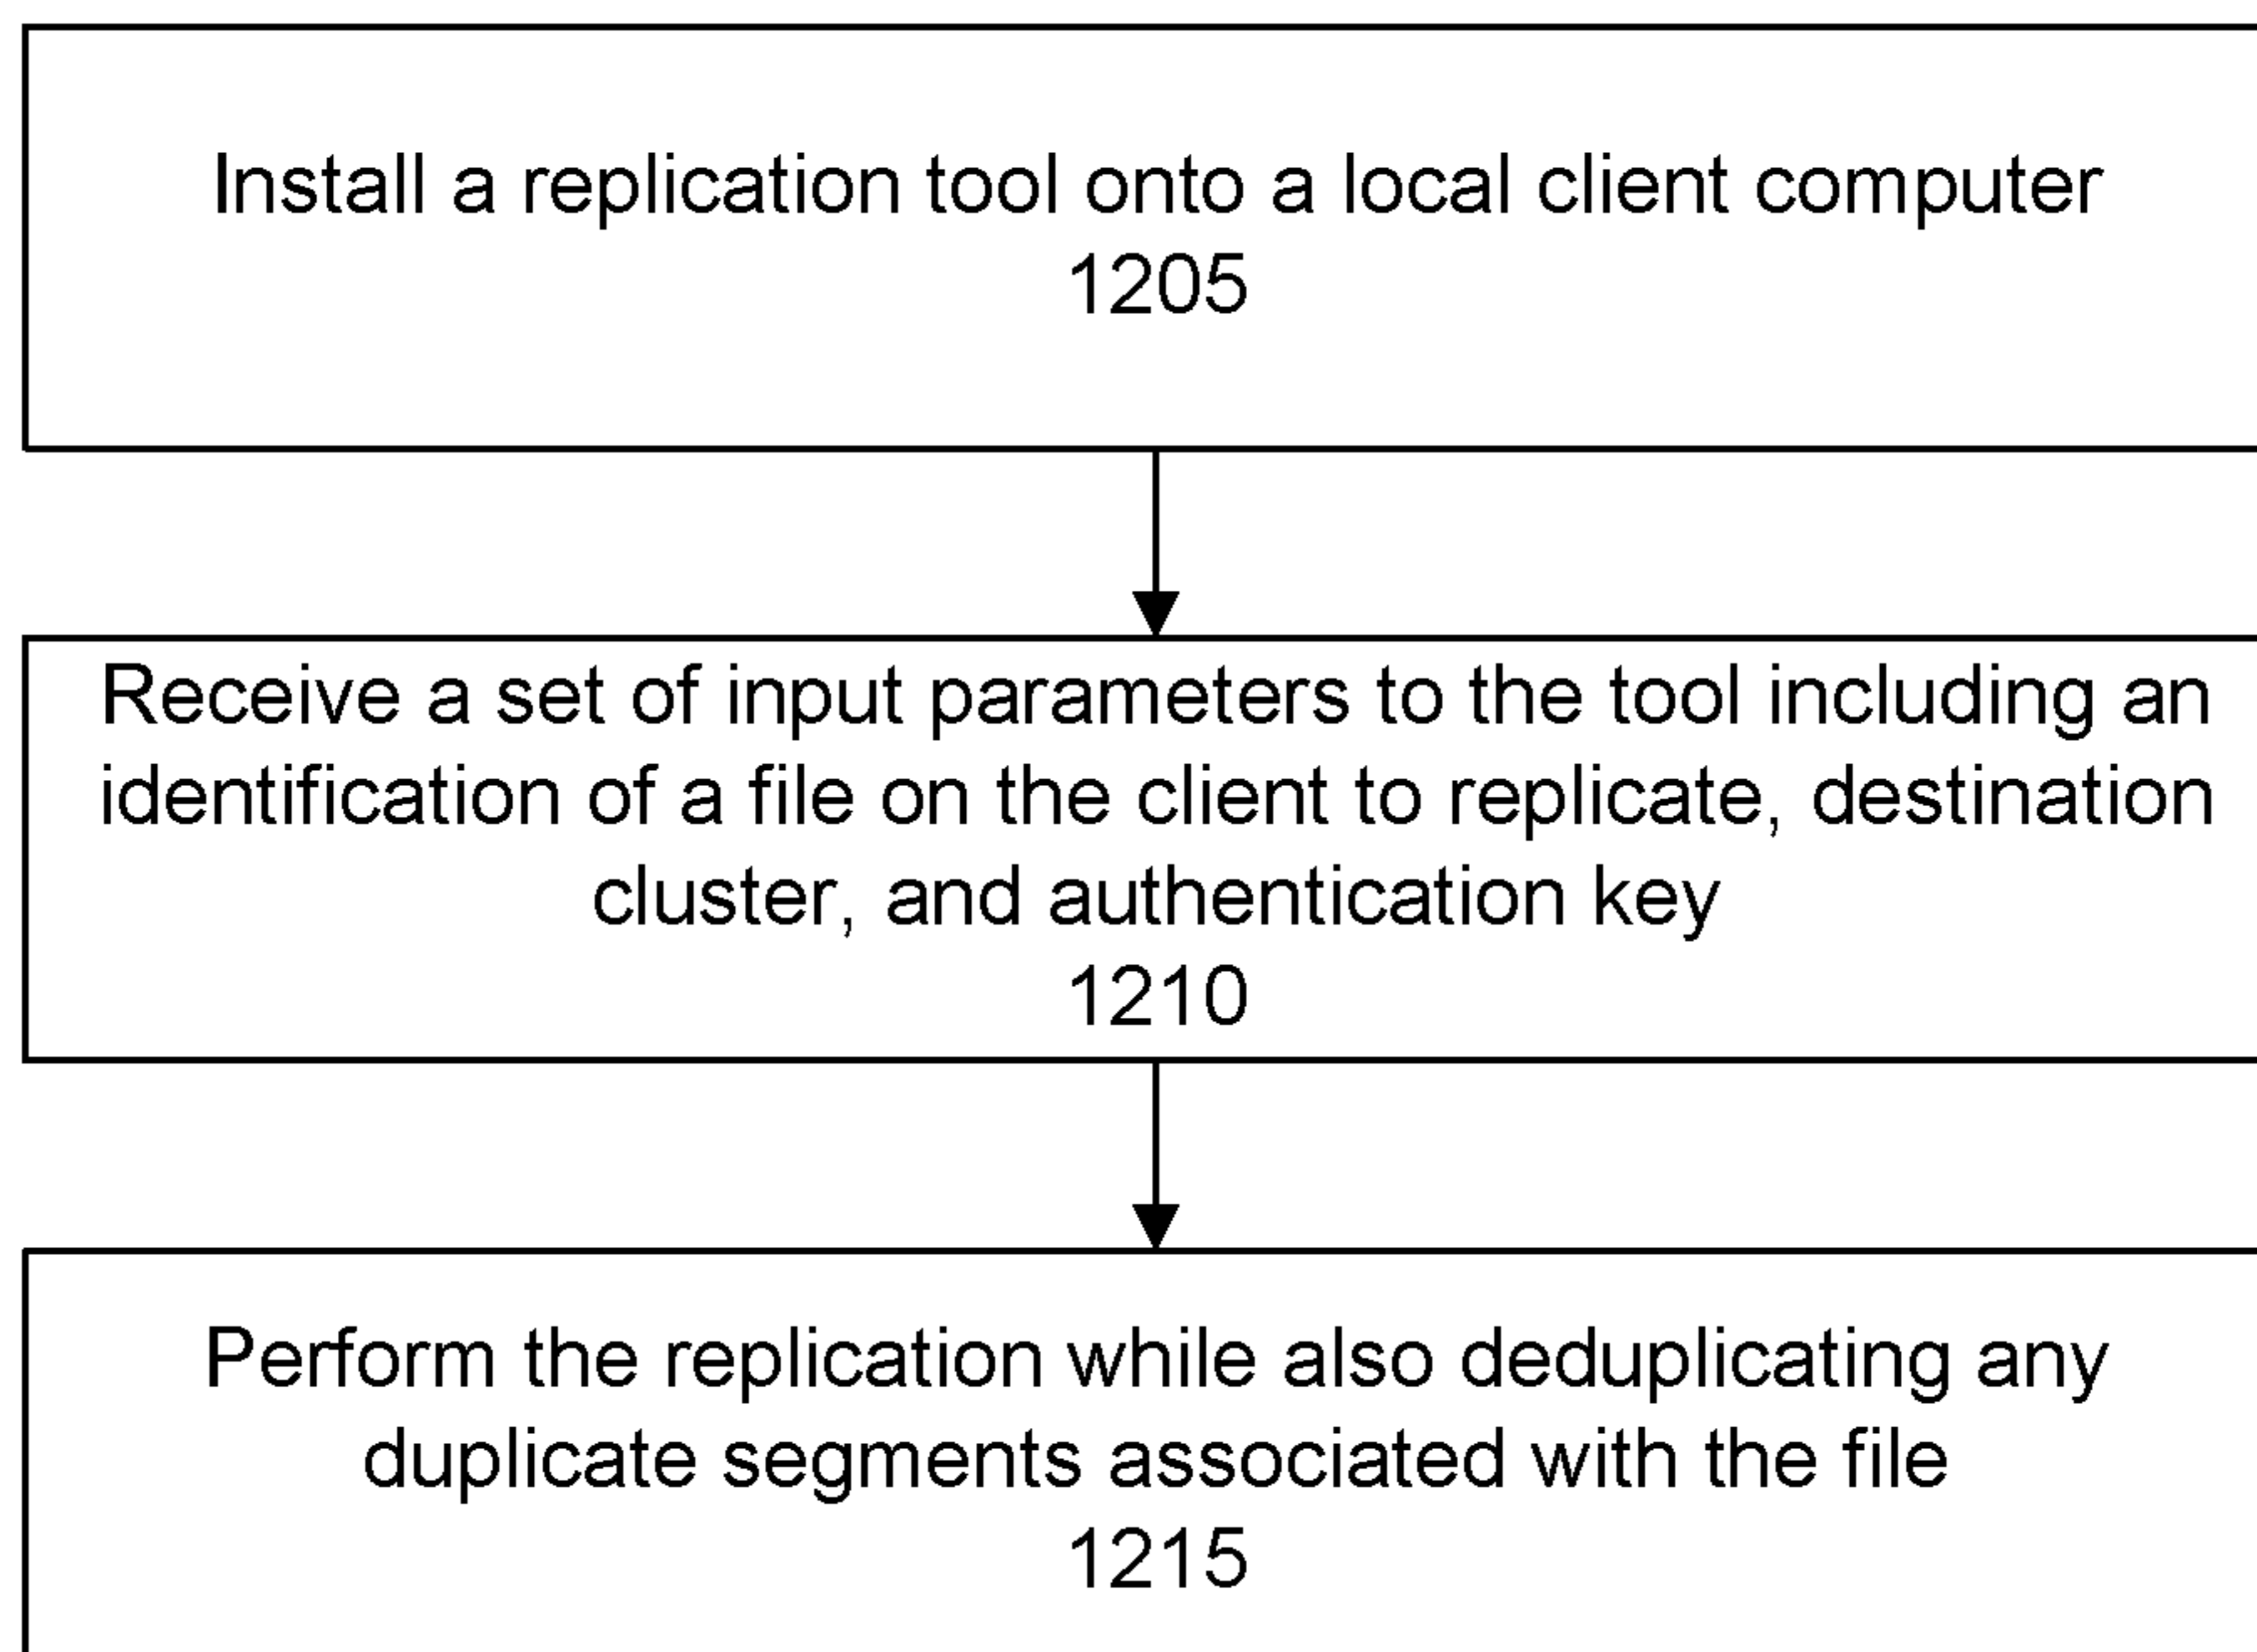 Install a replication tool onto a local client computer
1205
Receive a set of input parameters to the tool including an
identification of a file on the client to replicate, destination
cluster, and authentication key
1210
Perform the replication while also deduplicating any
duplicate segments associated with the file
1215